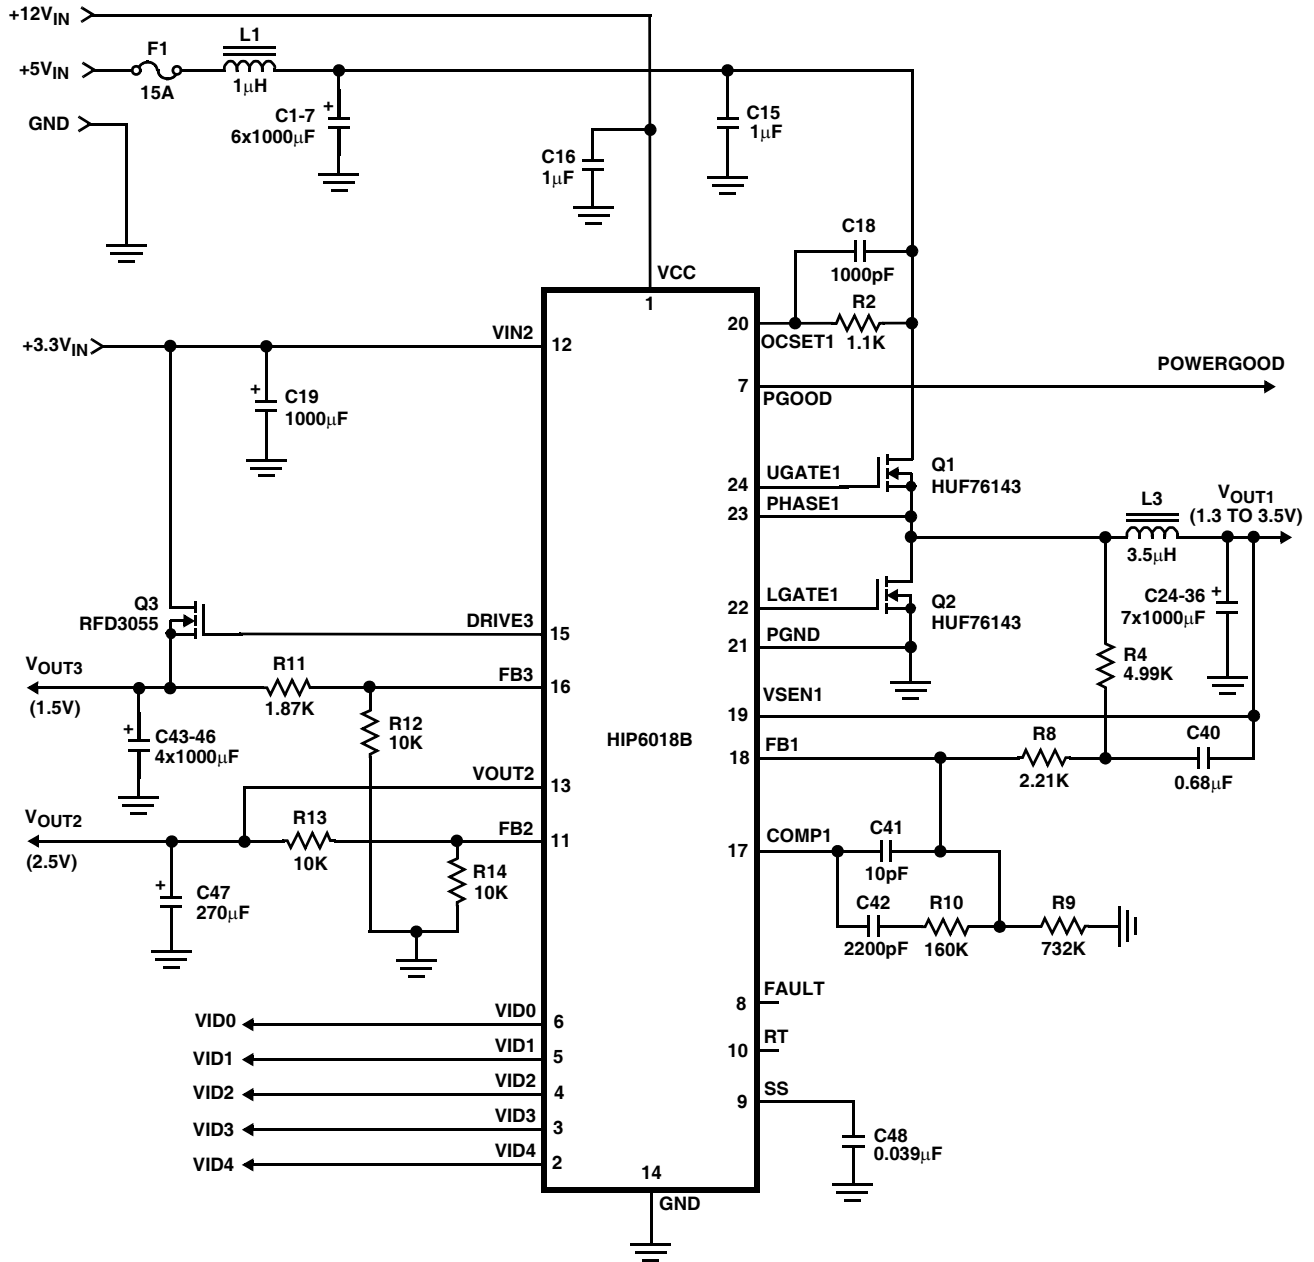 +12VIN
F1
L1
+5VIN
15A
1μH
GND
C1-7
6x1000μF
C15
1μF
C16
1μF
C18
1000pF
VCC
1
R2
20
OCSET1
1.1K
+3.3VIN
VIN2
12
7
PGOOD
POWERGOOD
C19
1000μF
24
UGATE1
23
PHASE1
Q1
HUF76143
L3
3.5μH
VOUT1
(1.3 TO 3.5V)
Q3
RFD3055
DRIVE3
15
22
LGATE1
Q2
HUF76143
21
PGND
C24-36
7x1000μF
R4
4.99K
VOUT3
(1.5V)
R11
1.87K
FB3
16
VSEN1
19
C43-46
4x1000μF
R12
10K
HIP6018B
18
FB1
R8
2.21K
C40
0.68μF
VOUT2
13
VOUT2
(2.5V)
R13
10K
FB2
11
17
COMP1
C41
10pF
C47
270μF
R14
10K
C42
2200pF
R10
160K
R9
732K
8
FAULT
10
RT
9
SS
C48
0.039μF
VID0
VID0
6
VID1
VID1
5
VID2
VID2
4
VID3
VID3
3
VID4
VID4
2
14
GND